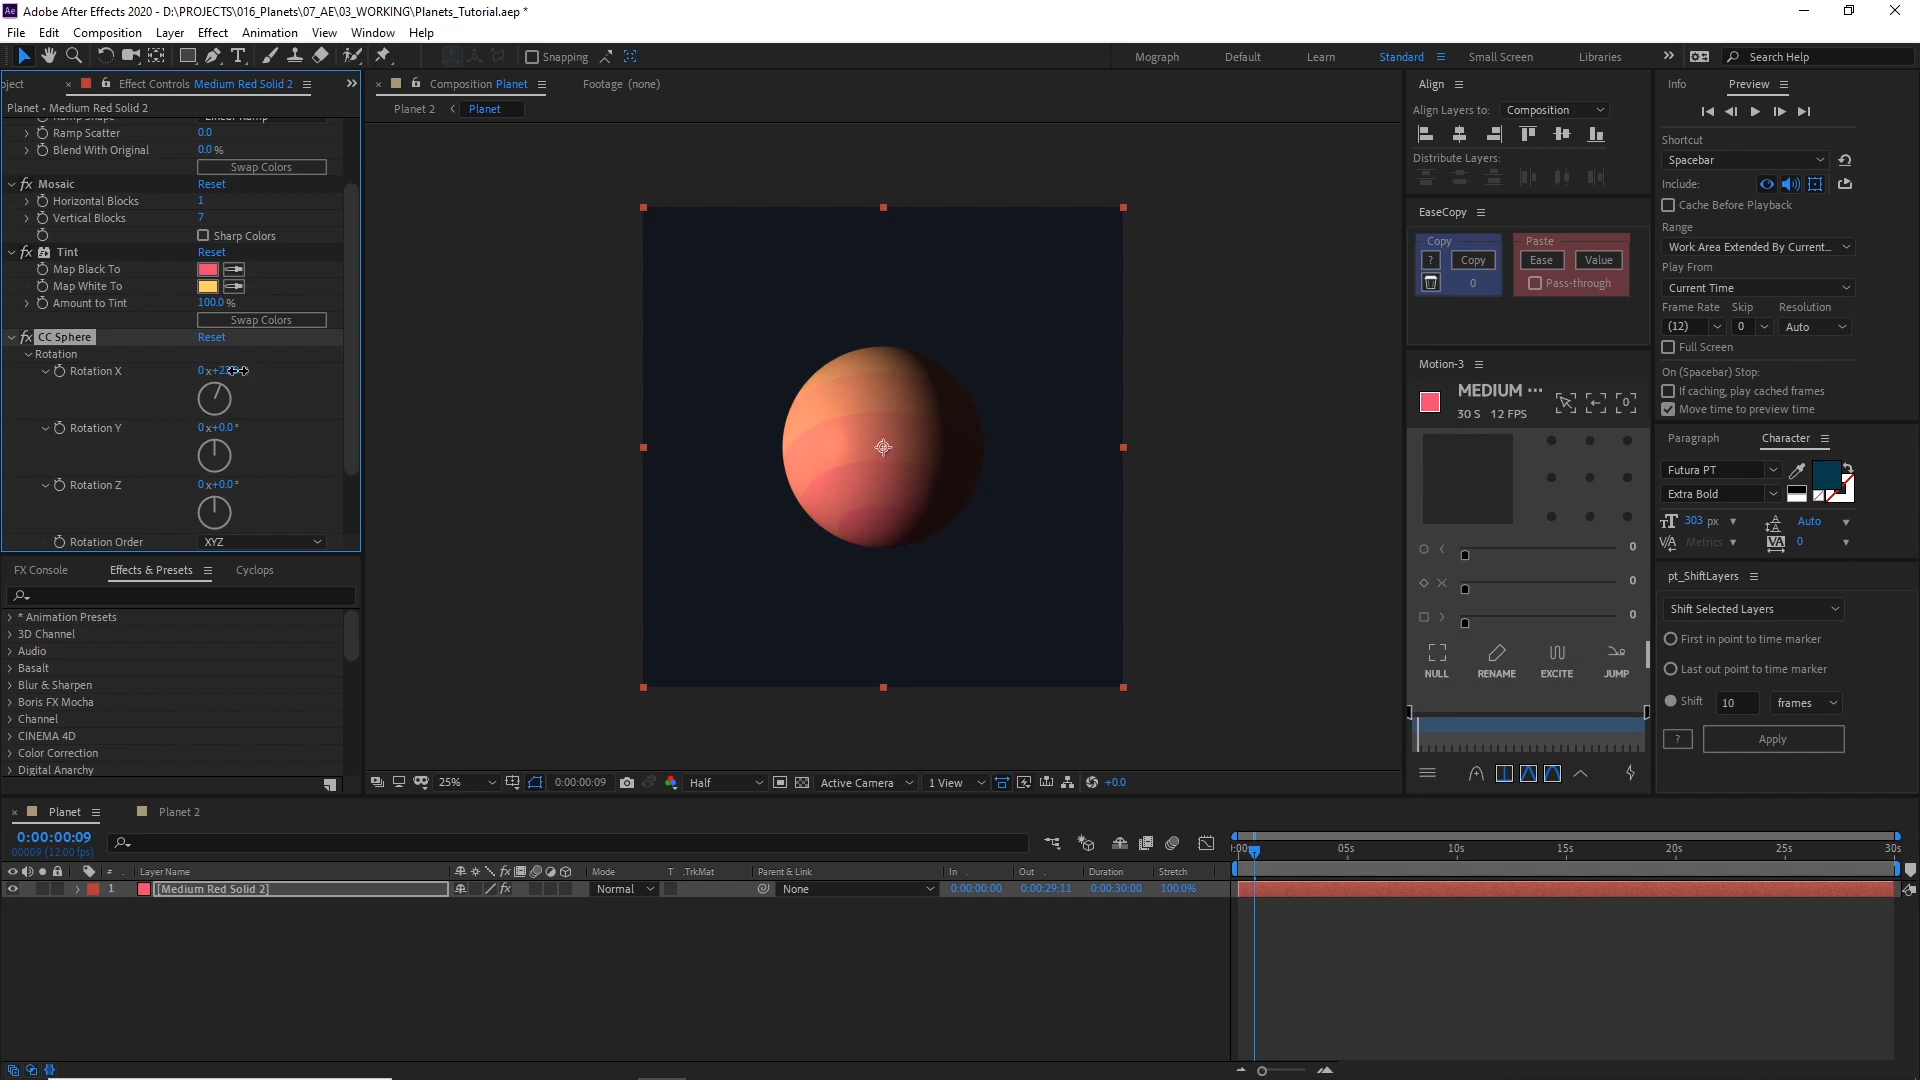 Adobe After Effects 2020 - D:\PROJECTS\016_Planets\07_AE\03_WORKING\Planets_Tutorial.aep *
File Edit Composition Layer Effect Animation View Window Help
Snapping
Mograph Default Learn Standard Small Screen Libraries Search Help
Effect Controls Medium Red Solid 2
Planet • Medium Red Solid 2
Ramp Scatter 0.0
Blend With Original 0.0 %
Swap Colors
fx Mosaic Reset
Horizontal Blocks 1
Vertical Blocks 7
Sharp Colors
fx Tint Reset
Map Black To
Map White To
Amount to Tint 100.0 %
Swap Colors
fx CC Sphere Reset
Rotation
Rotation X
Rotation Y 0 x+0.0 °
Rotation Z 0 x+0.0 °
Rotation Order XYZ
FX Console Effects & Presets Cyclops
* Animation Presets
3D Channel
Audio
Basalt
Blur & Sharpen
Boris FX Mocha
Channel
CINEMA 4D
Color Correction
Digital Anarchy
Composition Planet Footage (none)
Planet 2 Planet
25% 0:00:00:09 Half Active Camera 1 View +0.0
Align
Align Layers to: Composition
Distribute Layers:
EaseCopy
Copy Paste
? Copy Ease Value
0 Pass-through
Motion-3
MEDIUM •••
30 S 12 FPS
0
0
0
NULL RENAME EXCITE JUMP
Info Preview
Shortcut
Spacebar
Include:
Cache Before Playback
Range
Work Area Extended By Current...
Play From
Current Time
Frame Rate Skip Resolution
(12) 0 Auto
Full Screen
On (Spacebar) Stop:
If caching, play cached frames
Move time to preview time
Paragraph Character
Futura PT
Extra Bold
303 px Auto
Metrics 0
pt_ShiftLayers
Shift Selected Layers
First in point to time marker
Last out point to time marker
Shift 10 frames
? Apply
Planet Planet 2
0:00:00:09
00009 (12.00 fps)
# Layer Name Mode T .TrkMat Parent & Link In Out Duration Stretch
1 [Medium Red Solid 2] Normal None 0:00:00:00 0:00:29:11 0:00:30:00 100.0%
05s 10s 15s 20s 25s 30s